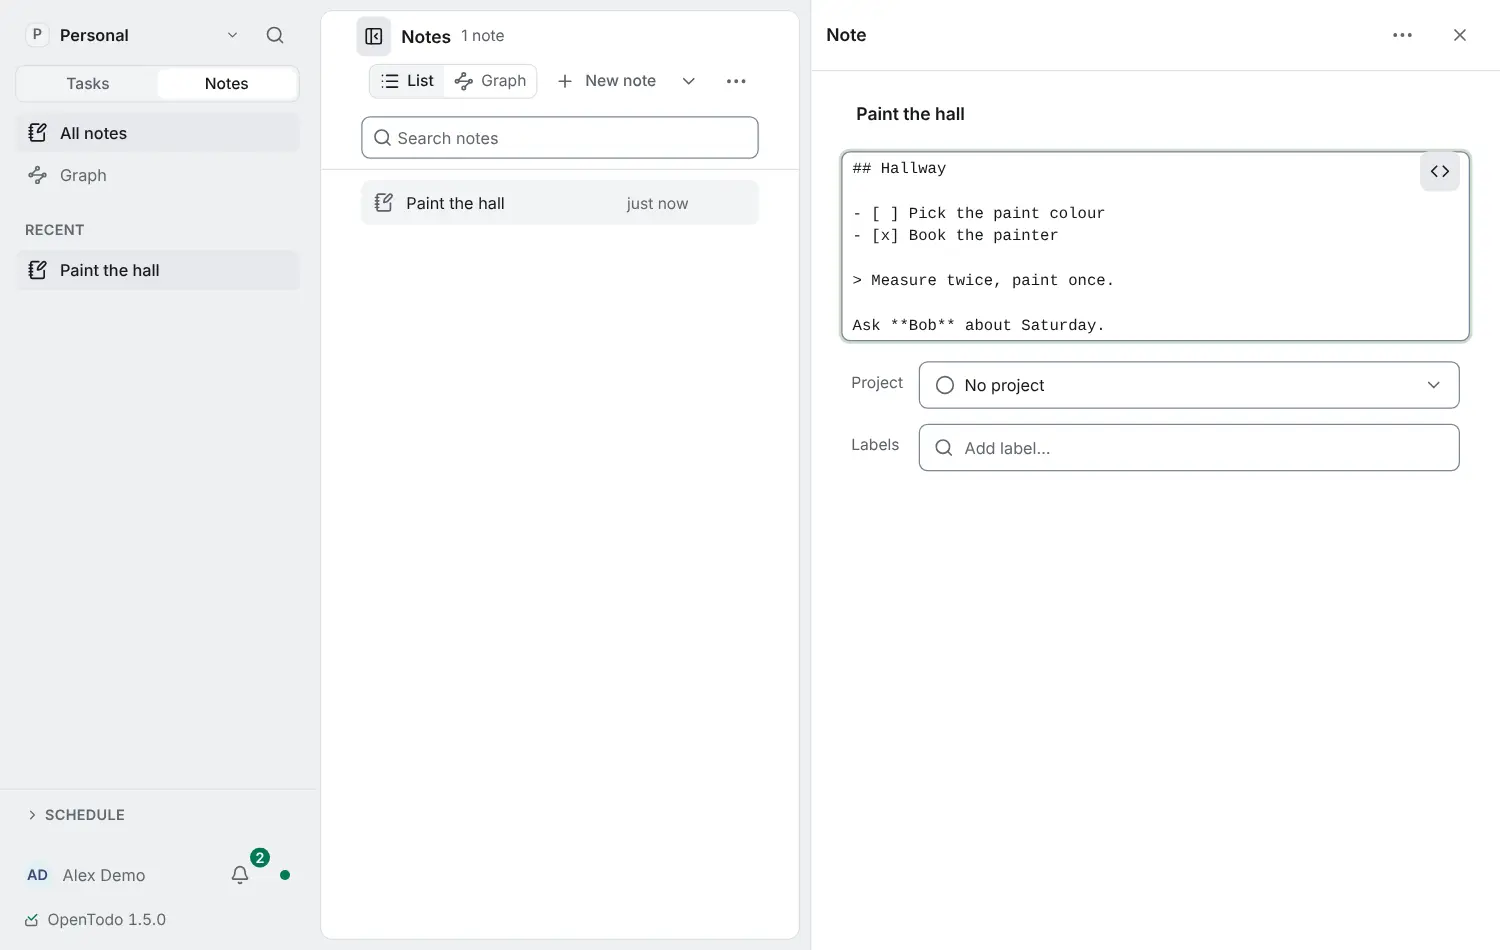 P Personal
Tasks Notes
All notes
Graph
RECENT
Paint the hall
SCHEDULE
AD Alex Demo 2
OpenTodo 1.5.0
Notes 1 note
List Graph New note
Search notes
Paint the hall just now
Note
Paint the hall
## Hallway
- [ ] Pick the paint colour
- [x] Book the painter
> Measure twice, paint once.
Ask **Bob** about Saturday.
Project No project
Labels Add label...